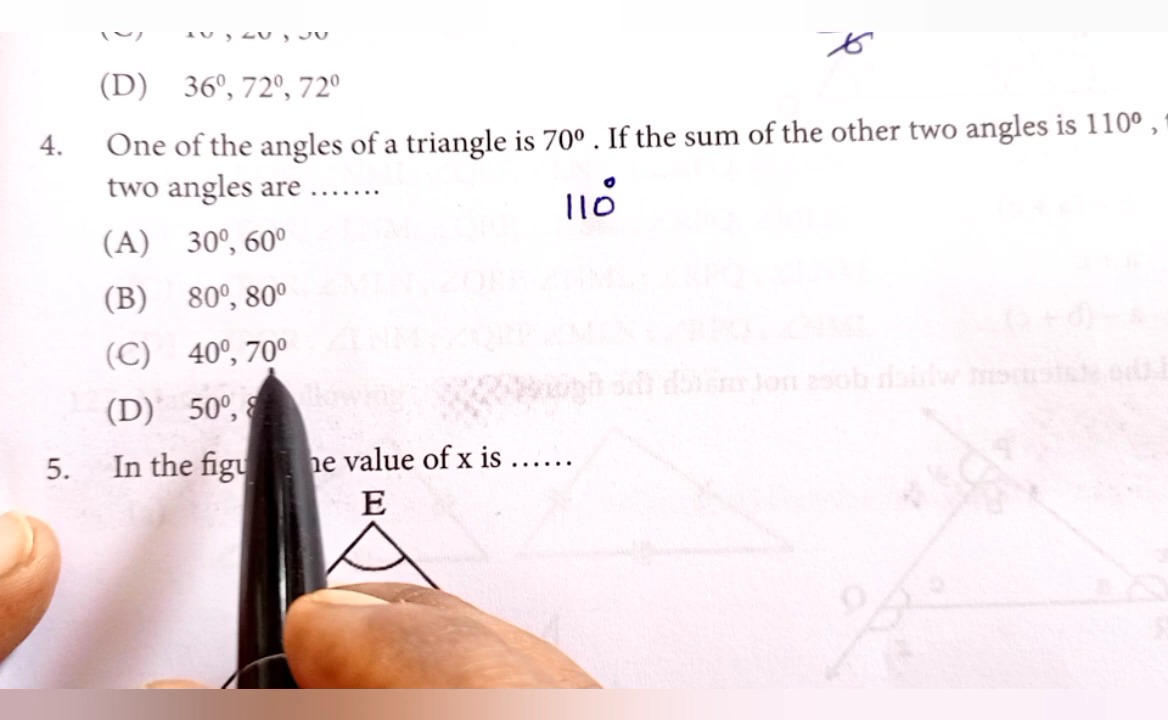 (D) 36⁰, 72⁰, 72⁰
4. One of the angles of a triangle is 70⁰ . If the sum of the other two angles is 110⁰ ,
two angles are .......
110°
(A) 30⁰, 60⁰
(B) 80⁰, 80⁰
(C) 40⁰, 70⁰
(D) 50⁰,
5. In the value of x is ......
E